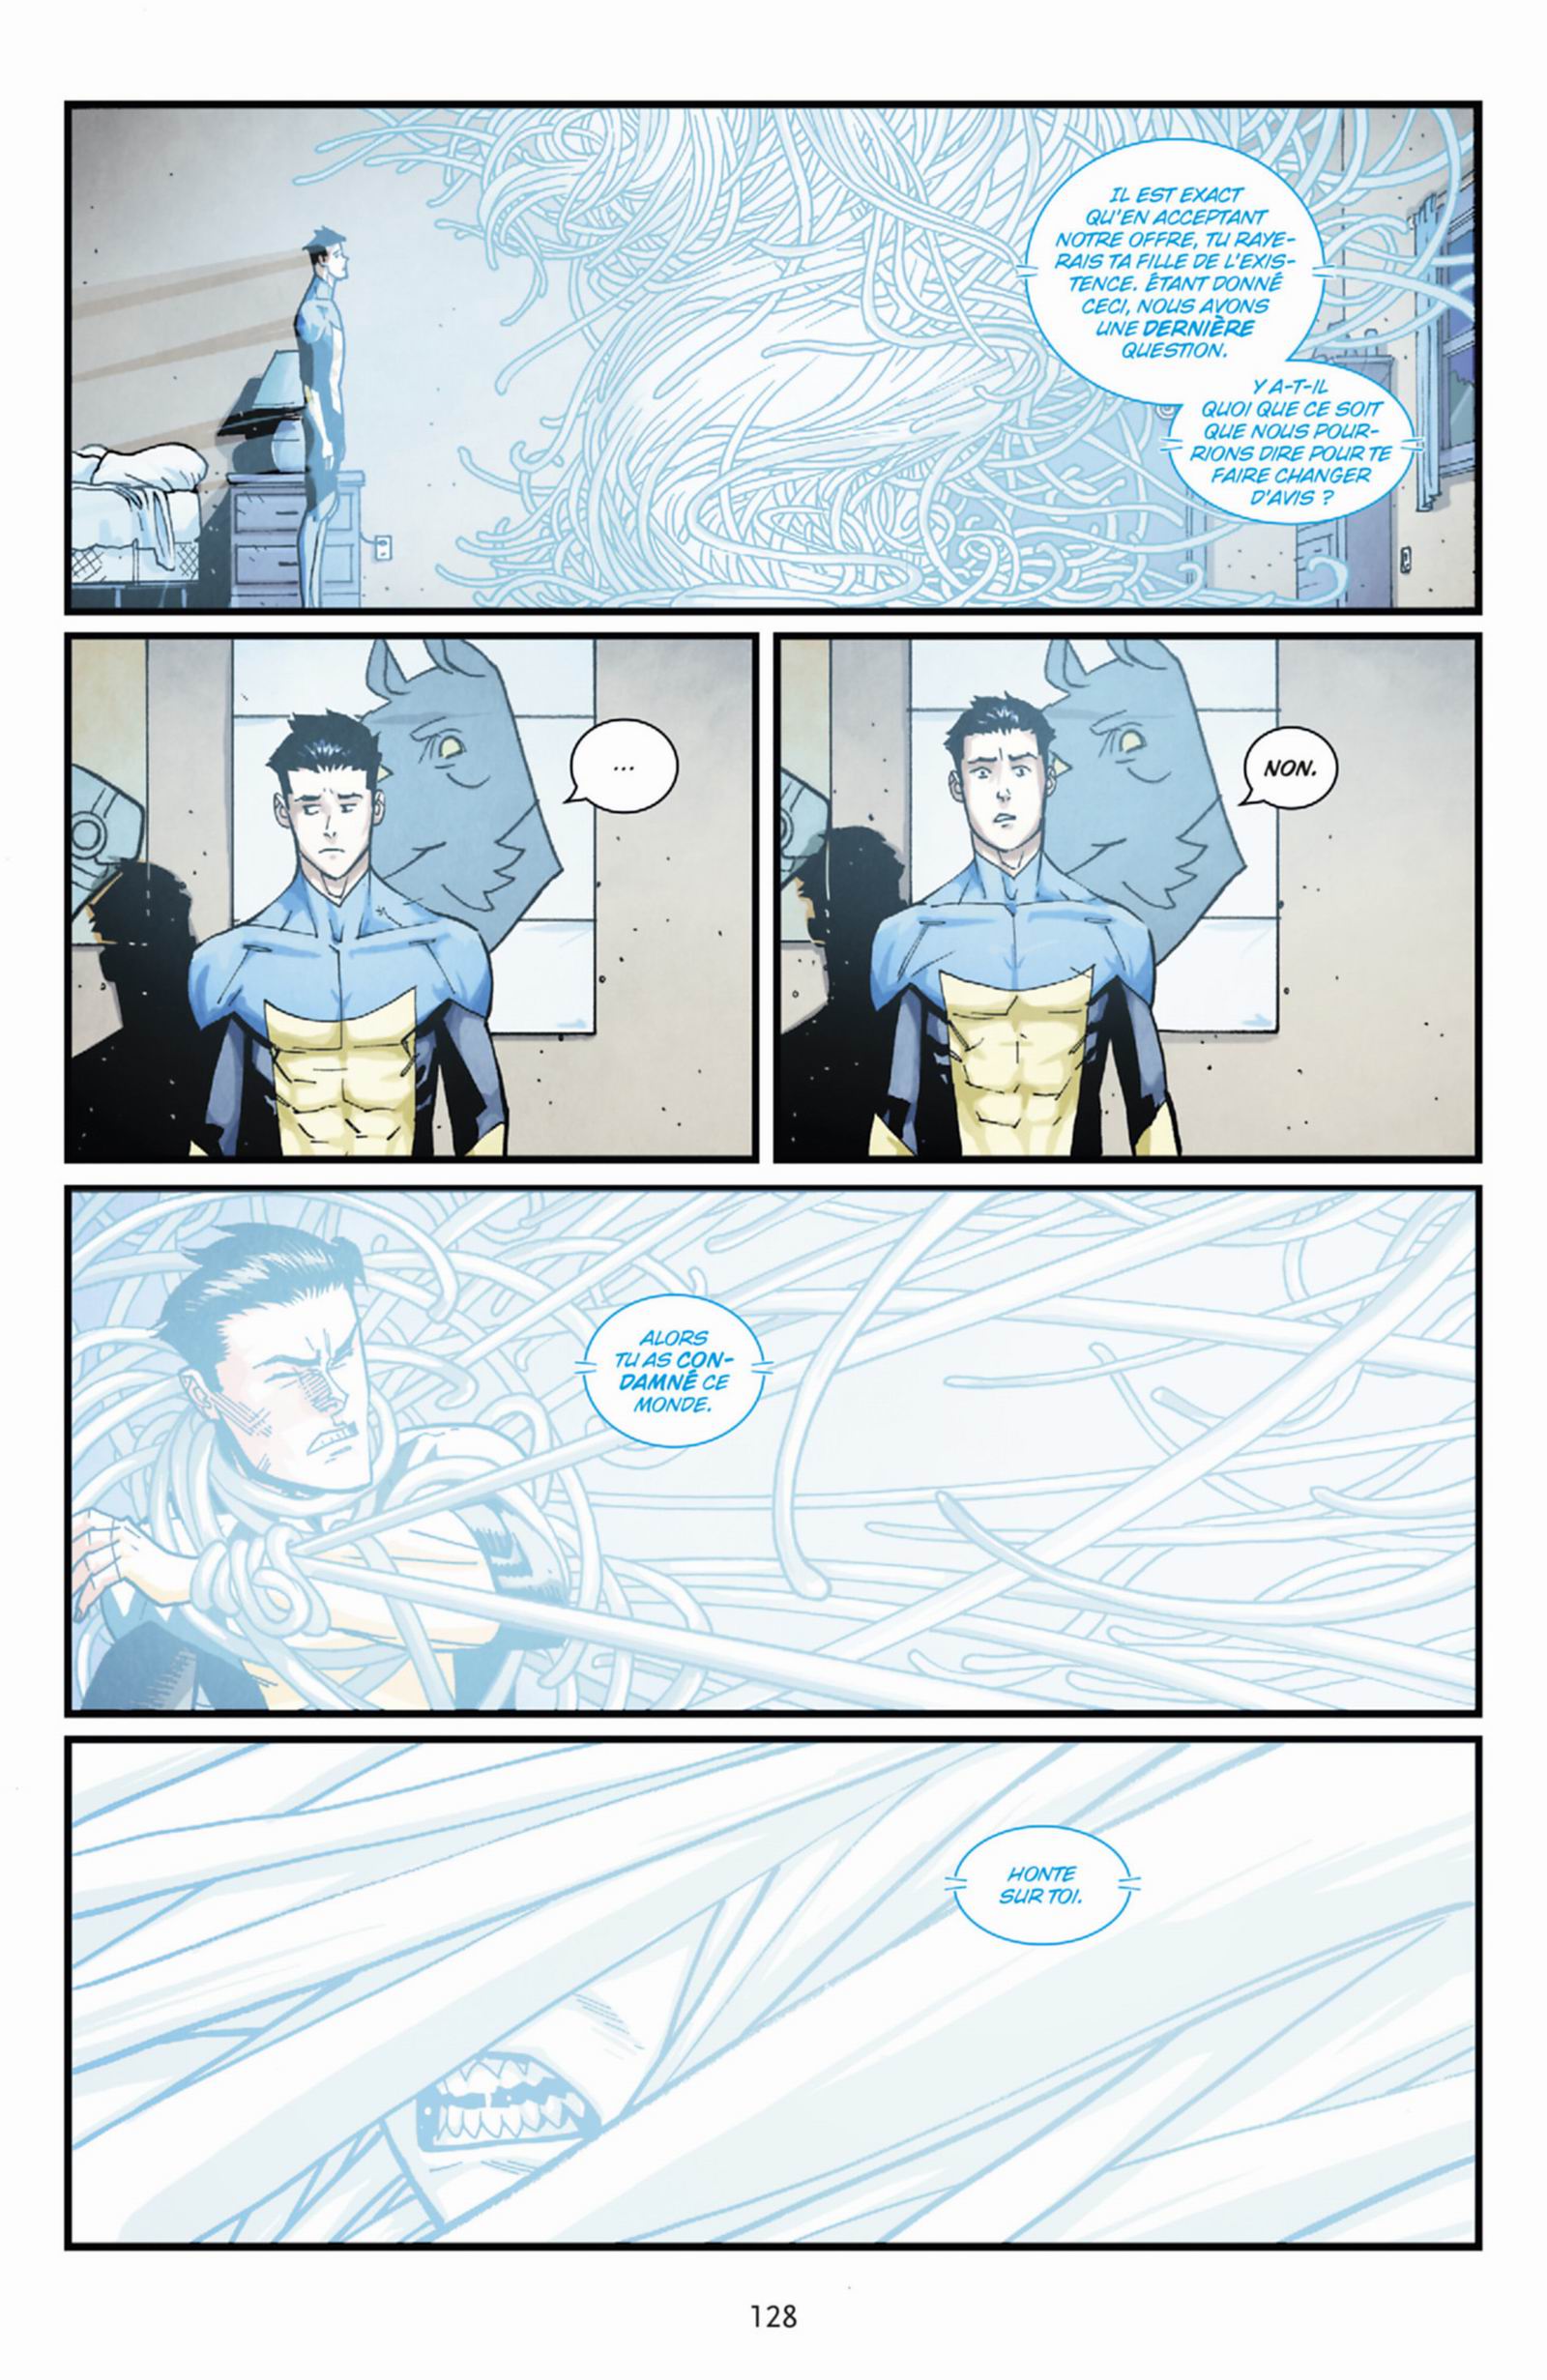 IL EST EXACT
QU'EN ACCEPTANT
NOTRE OFFRE, TU RAYE-
RAIS TA FILLE DE L'EXIS-
TENCE. ÉTANT DONNÉ
CECI, NOUS AVONS
UNE DERNIÈRE
QUESTION.
Y A-T-IL
QUOI QUE CE SOIT
QUE NOUS POUR-
RIONS DIRE POUR TE
FAIRE CHANGER
D'AVIS ?
...
NON.
ALORS
TU AS CON-
DAMNÉ CE
MONDE.
HONTE
SUR TOI.
128